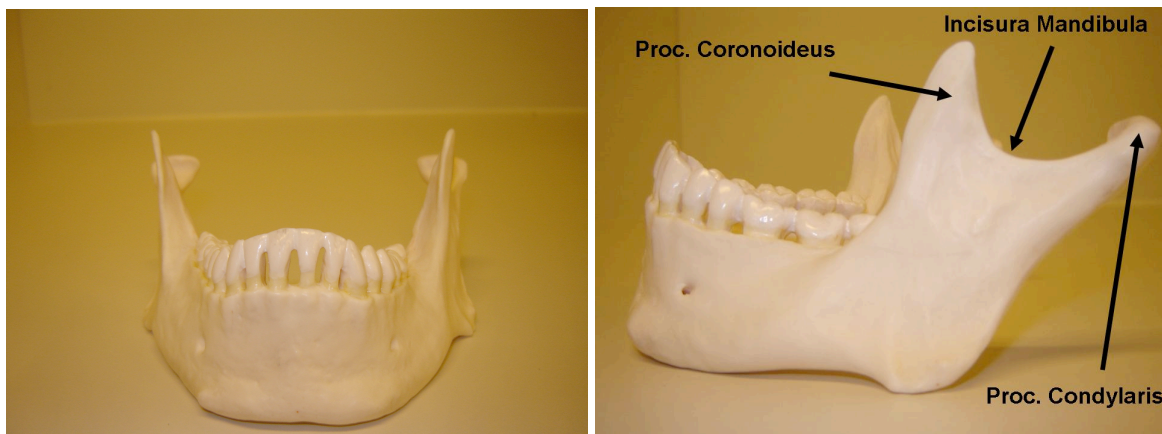 Incisura Mandibula
Proc. Coronoideus
Proc. Condylaris